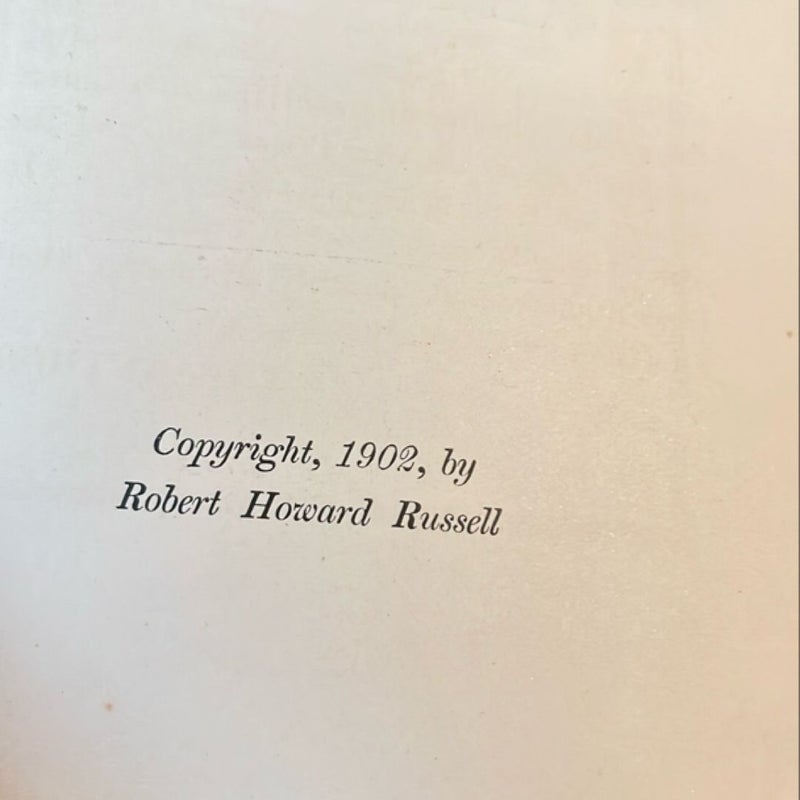 Copyright, 1902, by
Robert Howard Russell